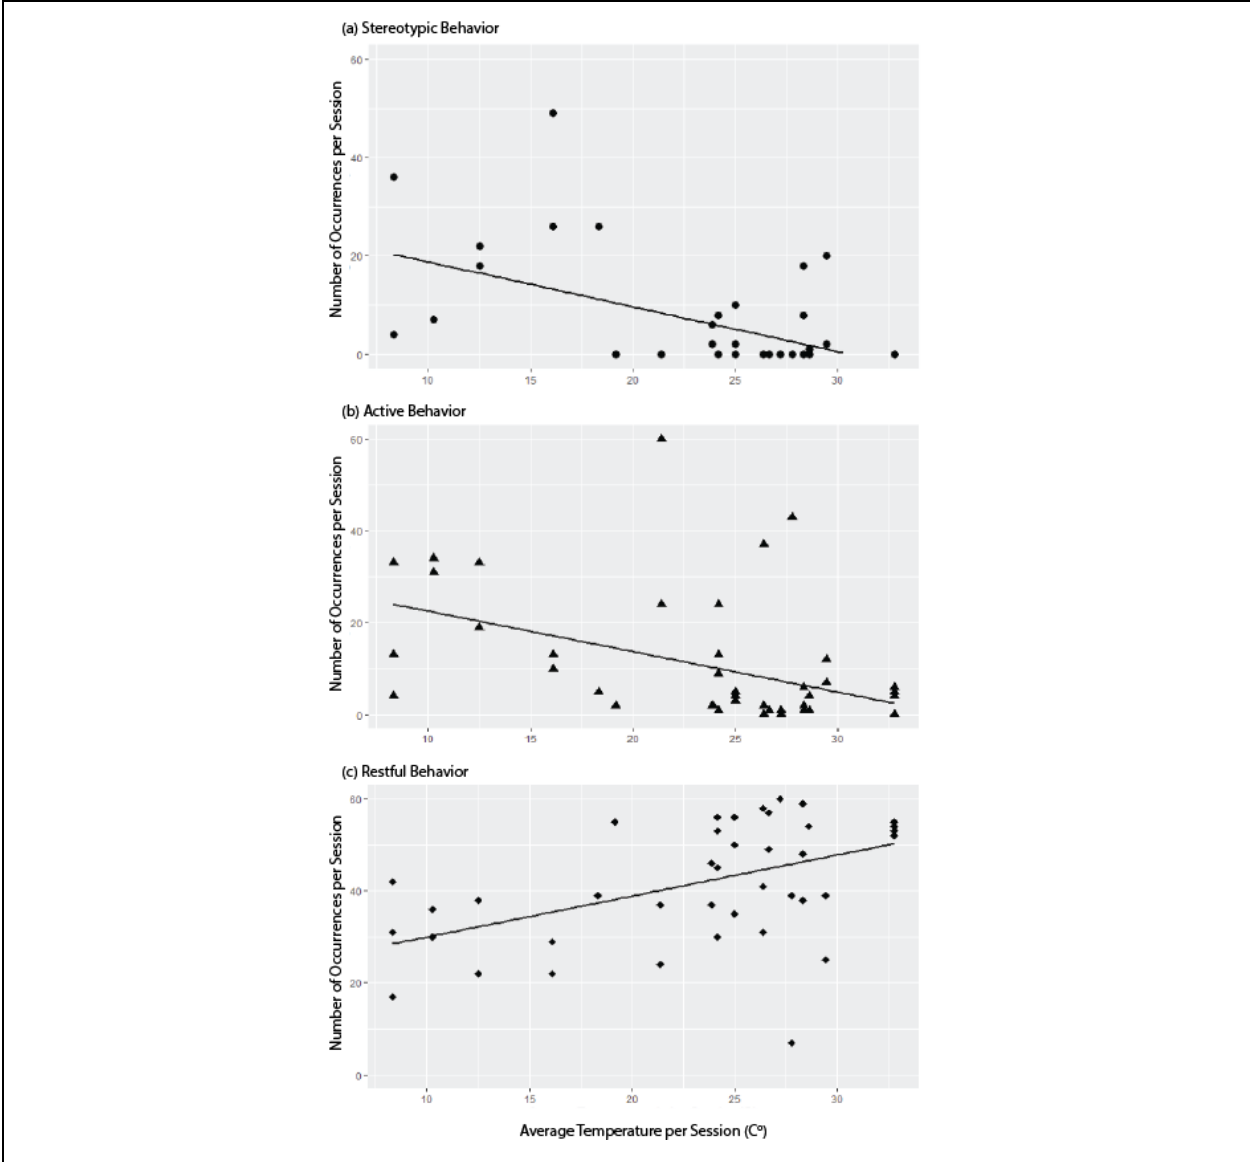 (a) Stereotypic Behavior
Number of Occurrences per Session
60
40
20
0
10 15 20 25 30
(b) Active Behavior
Number of Occurrences per Session
60
40
20
0
10 15 20 25 30
(c) Restful Behavior
Number of Occurrences per Session
60
40
20
0
10 15 20 25 30
Average Temperature per Session (Cº)